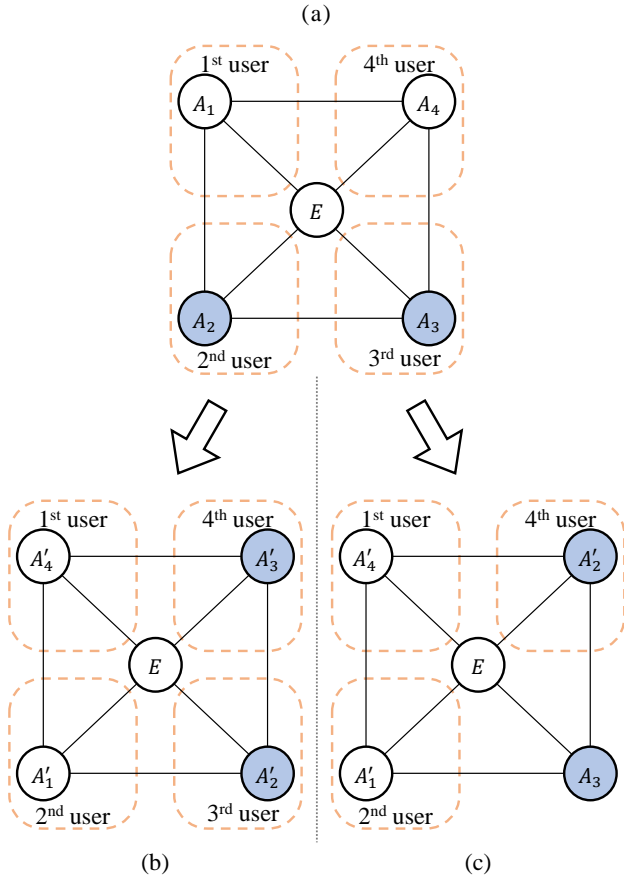 (a)
1st user 4th user
A1 A4
E
A2 A3
2nd user 3rd user
1st user 4th user 1st user 4th user
A′4 A′3 A′4 A′2
E E
A′1 A′2 A′1 A3
2nd user 3rd user 2nd user
(b) (c)